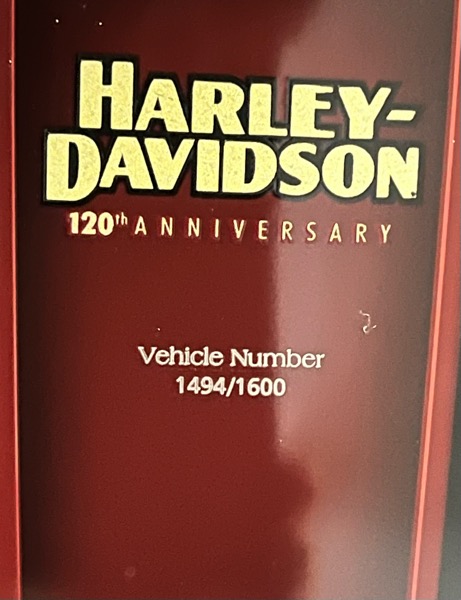 HARLEY-
DAVIDSON
120th ANNIVERSARY
Vehicle Number
1494/1600